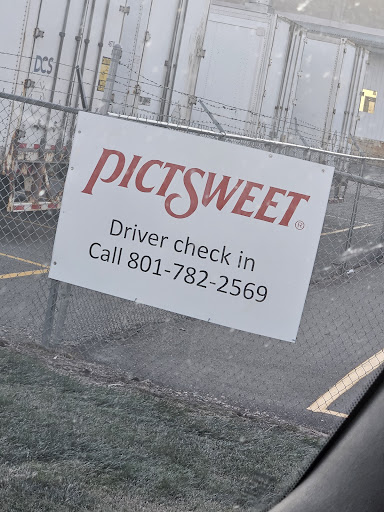 DCS
PICTSWEET®
Driver check in
Call 801-782-2569